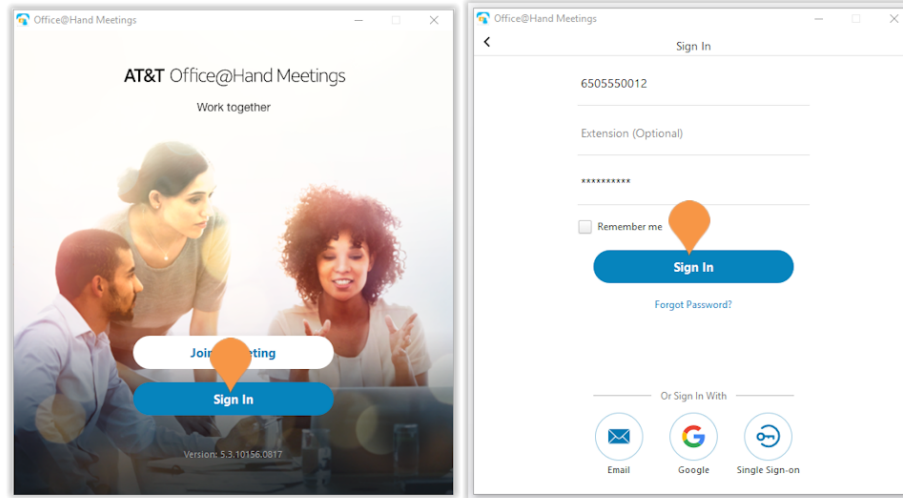 Office@Hand Meetings
AT&T Office@Hand Meetings
Work together
Join ting
Sign In
Version: 5.3.10156.0817
Office@Hand Meetings
Sign In
6505550012
Extension (Optional)
**********
Remember me
Sign In
Forgot Password?
Or Sign In With
Email
Google
Single Sign-on